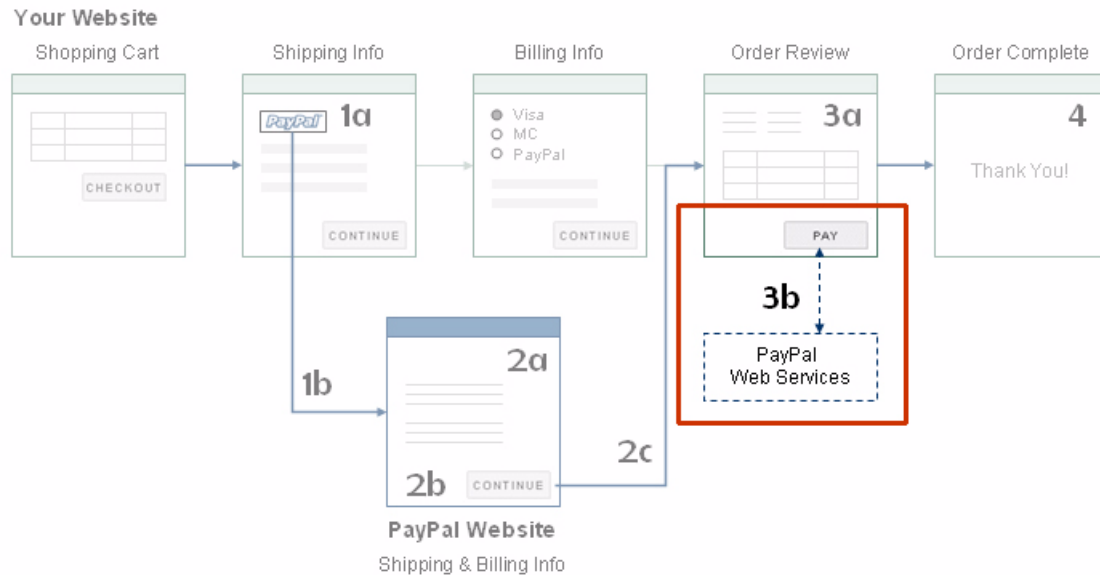 Your Website
Shopping Cart
Shipping Info
Billing Info
Order Review
Order Complete
PayPal
1a
Visa
MC
PayPal
3a
4
Thank You!
CHECKOUT
CONTINUE
CONTINUE
PAY
3b
PayPal
Web Services
1b
2a
2b
CONTINUE
2c
PayPal Website
Shipping & Billing Info